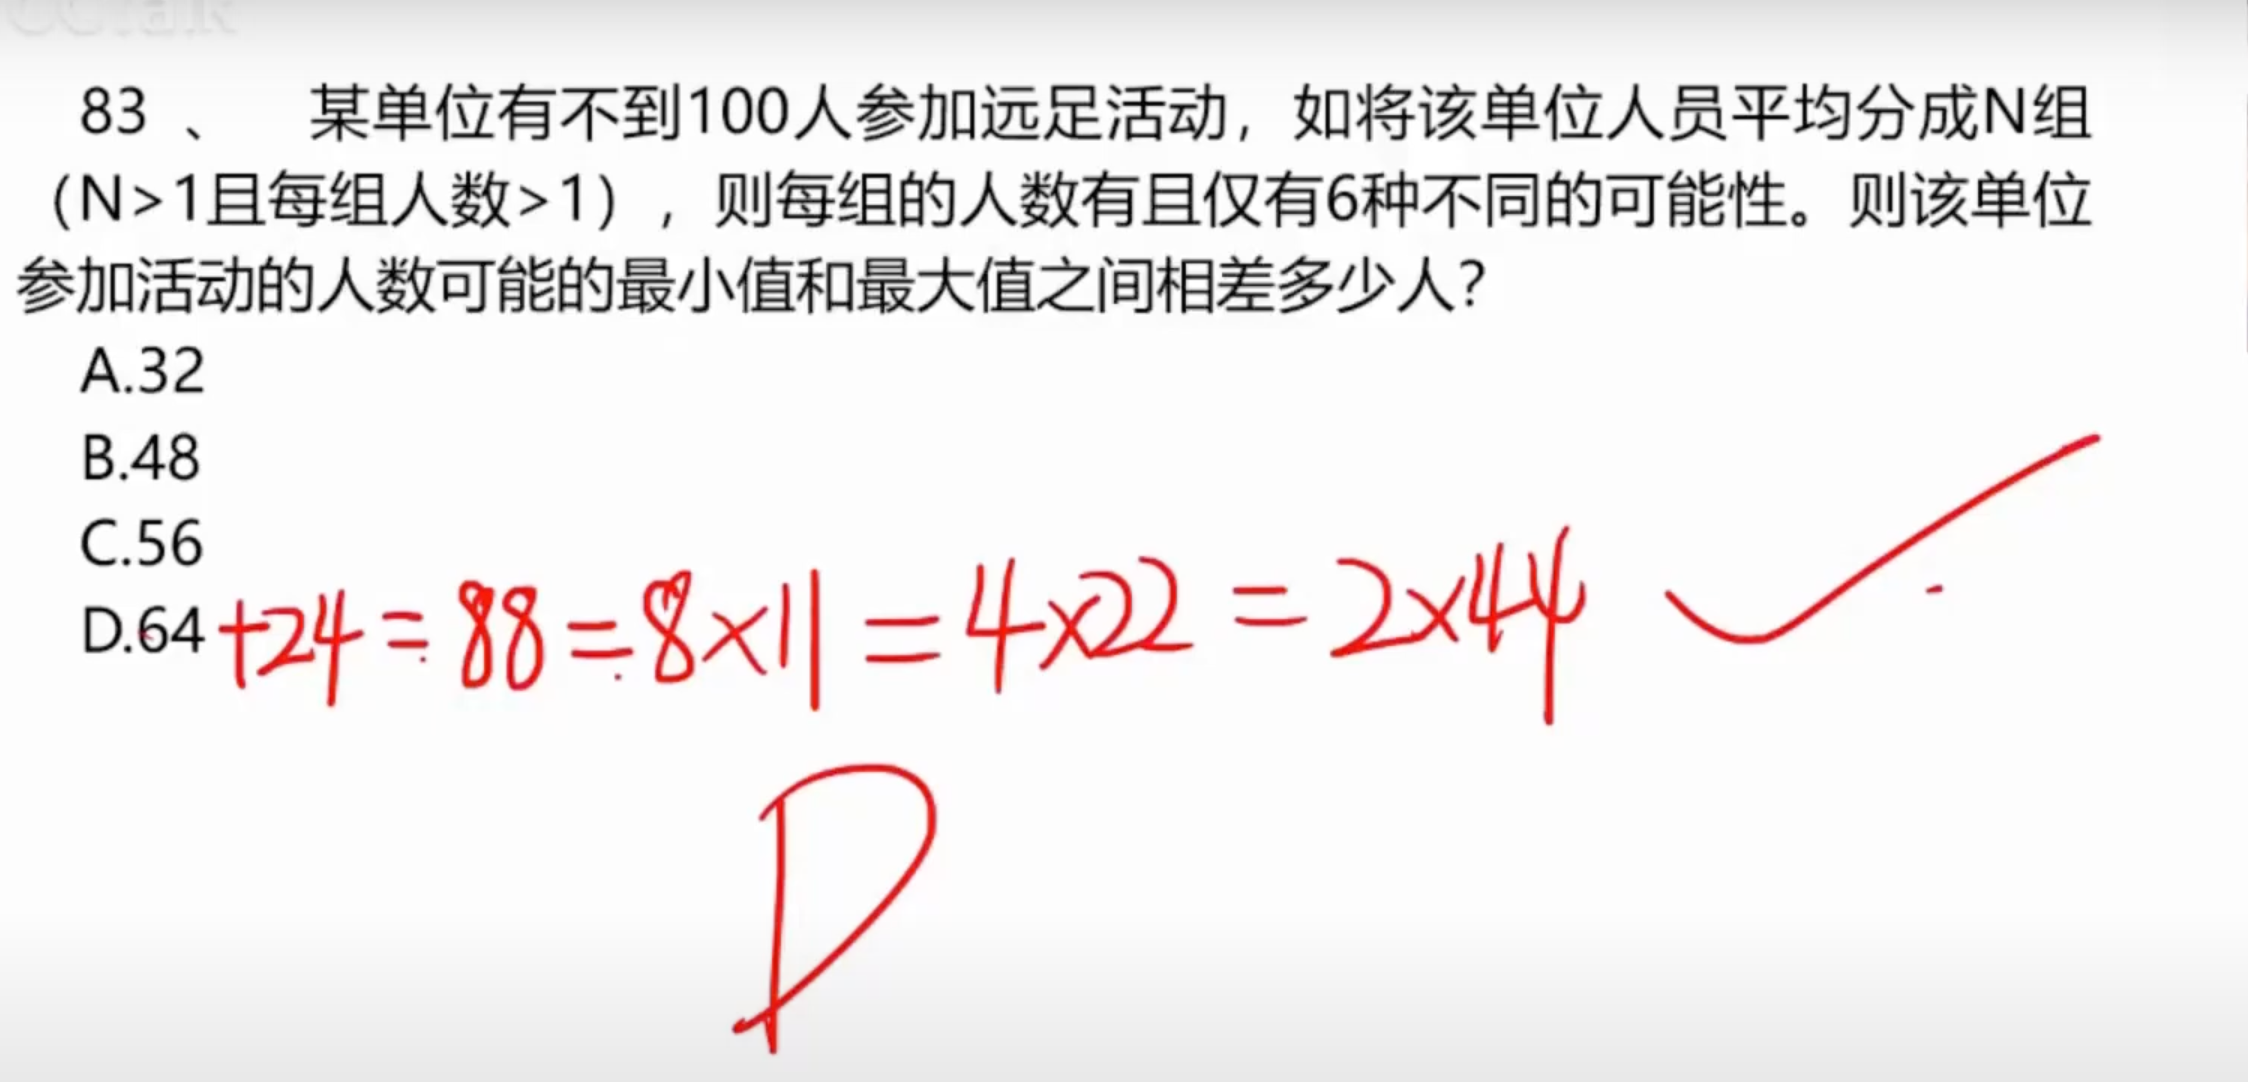 CCtalk
83 、 某单位有不到100人参加远足活动，如将该单位人员平均分成N组
（N>1且每组人数>1），则每组的人数有且仅有6种不同的可能性。则该单位
参加活动的人数可能的最小值和最大值之间相差多少人？
A.32
B.48
C.56
D.64+24=88=8×11=4×22=2×44
D